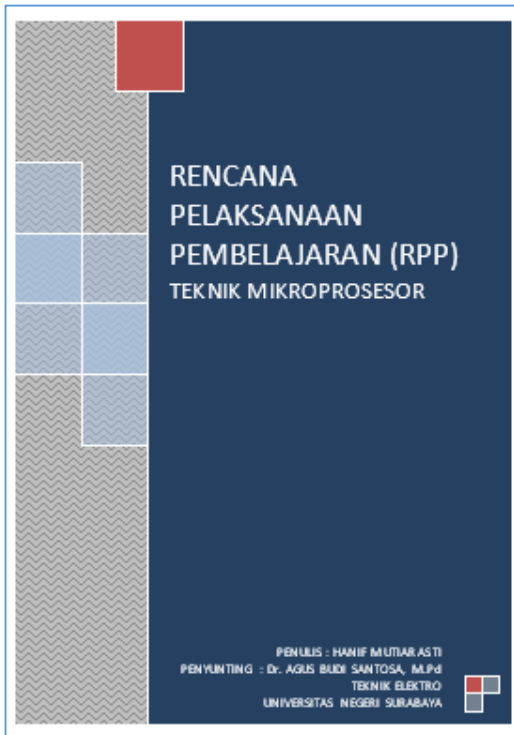 RENCANA
PELAKSANAAN
PEMBELAJARAN (RPP)
TEKNIK MIKROPROSESOR
PENULIS : HANIF MUTIARASTI
PENYUNTING : Dr. AGUS BUDI SANTOSA, M.Pd
TEKNIK ELEKTRO
UNIVERSITAS NEGERI SURABAYA